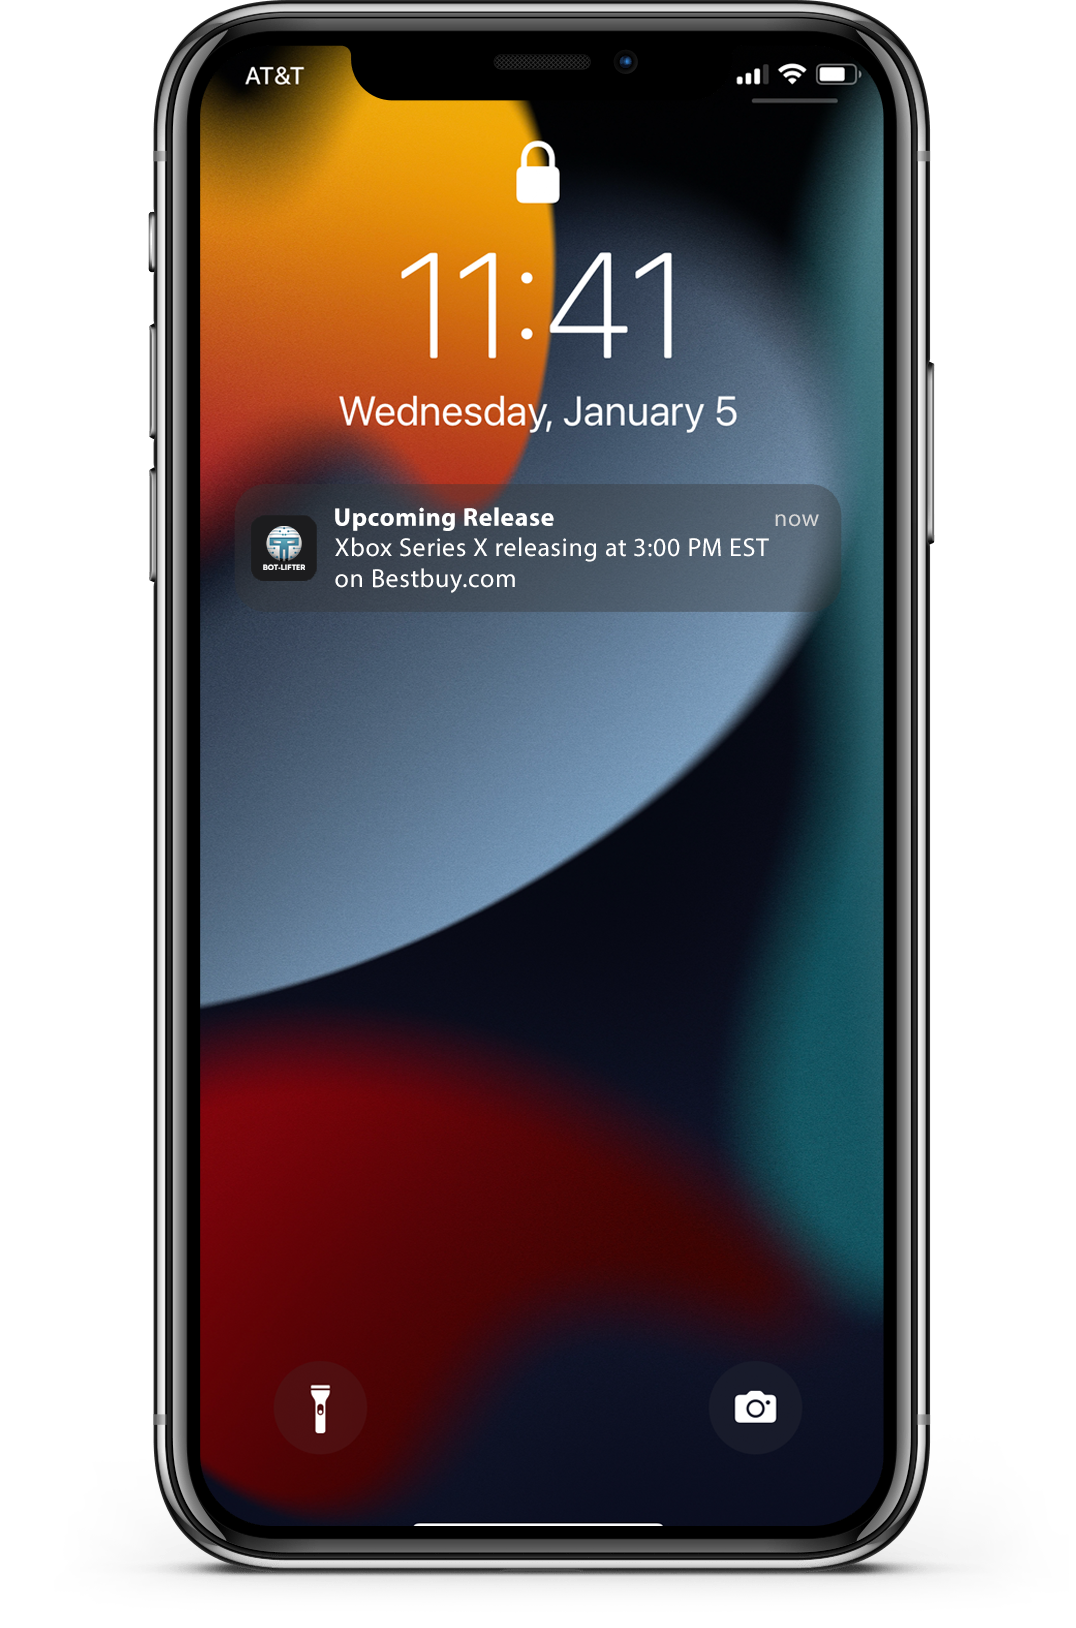 AT&T
11:41
Wednesday, January 5
Upcoming Release
now
Xbox Series X releasing at 3:00 PM EST
on Bestbuy.com
BOT-LIFTER